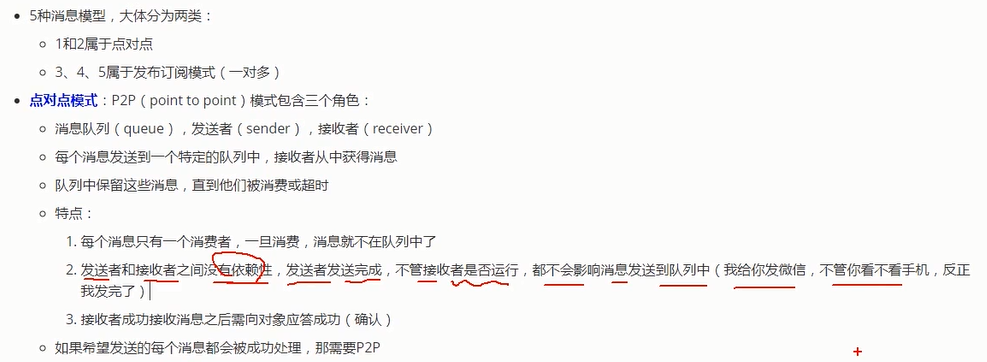 5种消息模型，大体分为两类：
1和2属于点对点
3、4、5属于发布订阅模式（一对多）
点对点模式：P2P（point to point）模式包含三个角色：
消息队列（queue），发送者（sender），接收者（receiver）
每个消息发送到一个特定的队列中，接收者从中获得消息
队列中保留这些消息，直到他们被消费或超时
特点：
1. 每个消息只有一个消费者，一旦消费，消息就不在队列中了
2. 发送者和接收者之间没有依赖性，发送者发送完成，不管接收者是否运行，都不会影响消息发送到队列中（我给你发微信，不管你看不看手机，反正
我发完了）
3. 接收者成功接收消息之后需向对象应答成功（确认）
如果希望发送的每个消息都会被成功处理，那需要P2P